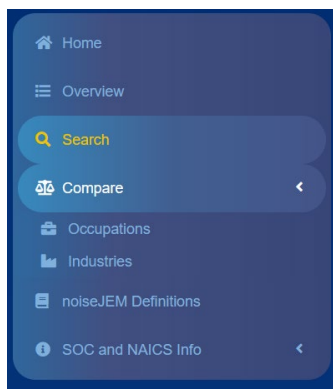 Home
Overview
Search
Compare
Occupations
Industries
noiseJEM Definitions
SOC and NAICS Info